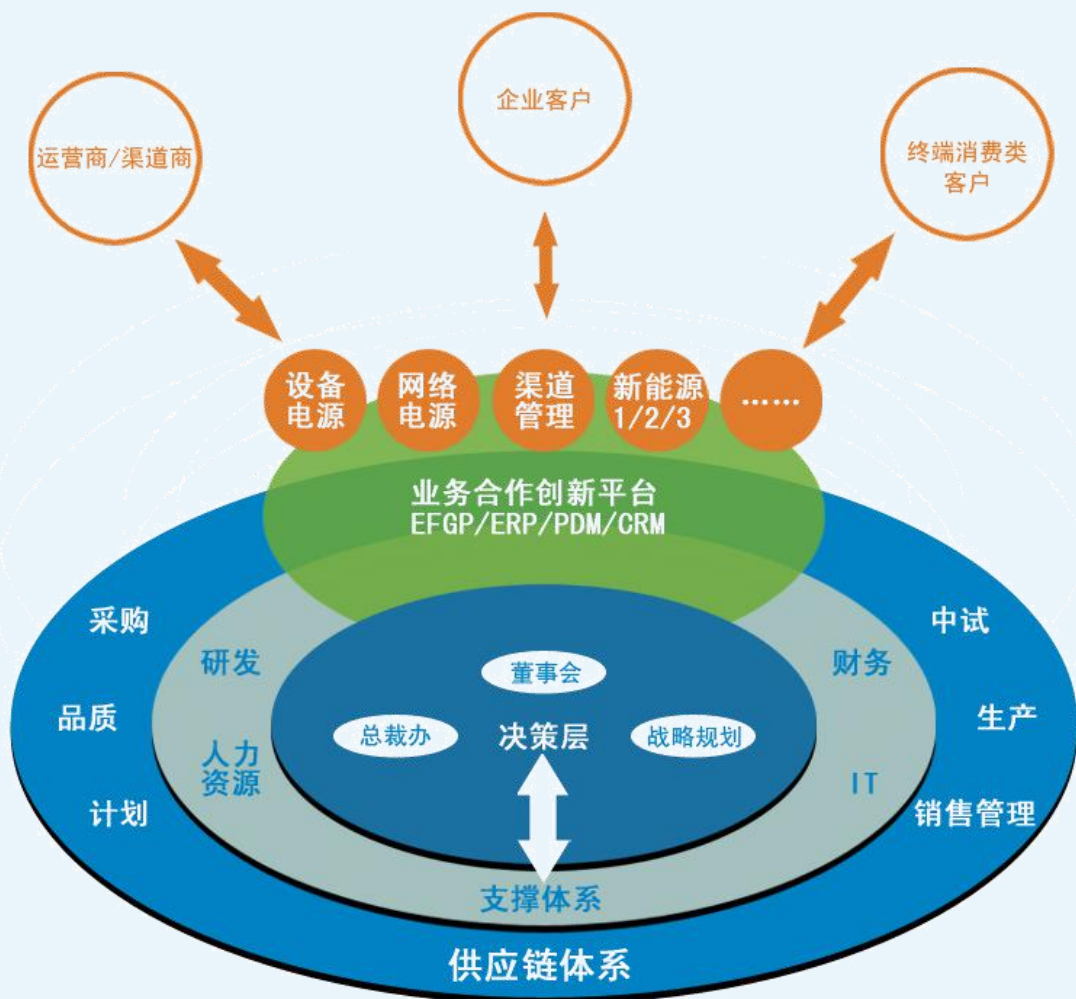 企业客户
运营商/渠道商
终端消费类
客户
设备
电源
网络
电源
渠道
管理
新能源
1/2/3
……
业务合作创新平台
EFGP/ERP/PDM/CRM
采购
中试
研发
财务
董事会
品质
总裁办
决策层
战略规划
生产
人力
资源
IT
计划
销售管理
支撑体系
供应链体系